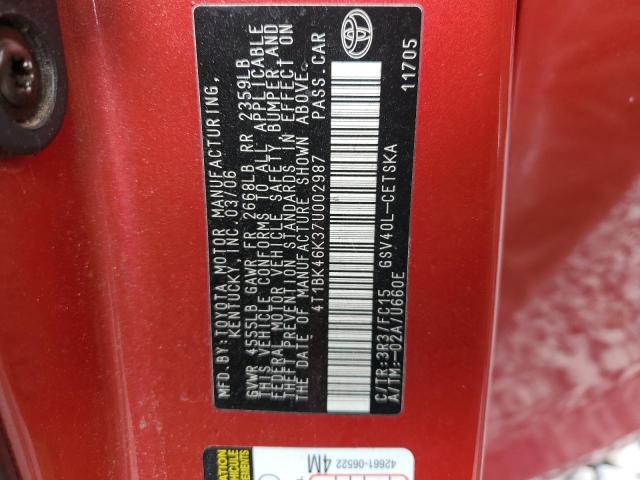 MFD.BY:TOYOTA MOTOR MANUFACTURING,
KENTUCKY, INC. 03/06
GVWR 4555LB GAWR FR 2668LB RR 2359LB
THIS VEHICLE CONFORMS TO ALL APPLICABLE
FEDERAL MOTOR VEHICLE SAFETY, BUMPER, AND
THEFT PREVENTION STANDARDS IN EFFECT ON
THE DATE OF MANUFACTURE SHOWN ABOVE.
4T1BK46K37U002987 PASS.CAR
C/TR:3R3/FC15 GSV40L-CETSKA
A/TM:-02A/U660E
11705
42661-06522
4M